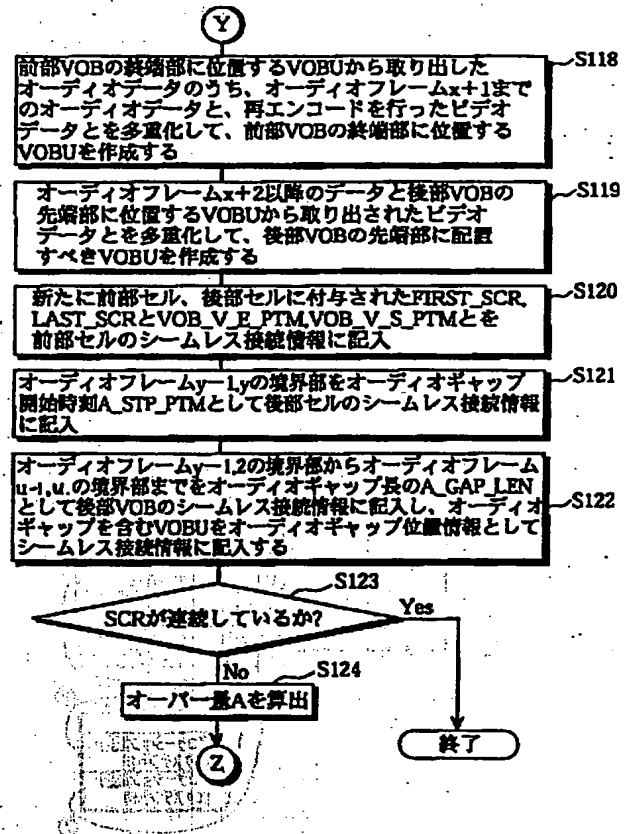 Y
S118
前部VOBの終端部に位置するVOBUから取り出した
オーディオデータのうち、オーディオフレームx+1まで
のオーディオデータと、再エンコードを行ったビデオ
データとを多重化して、前部VOBの終端部に位置する
VOBUを作成する
S119
オーディオフレームx+2以降のデータと後部VOBの
先端部に位置するVOBUから取り出されたビデオ
データとを多重化して、後部VOBの先端部に配置
すべきVOBUを作成する
S120
新たに前部セル、後部セルに付与されたFIRST_SCR,
LAST_SCRとVOB_V_E_PTM,VOB_V_S_PTMとを
前部セルのシームレス接続情報に記入
S121
オーディオフレームy-1,yの境界部をオーディオギャップ
開始時刻A_STP_PTMとして後部セルのシームレス接続情報
に記入
S122
オーディオフレームy-1,2の境界部からオーディオフレーム
u-1,u.の境界部までをオーディオギャップ長のA_GAP_LEN
として後部VOBのシームレス接続情報に記入し、オーディオ
ギャップを含むVOBUをオーディオギャップ位置情報として
シームレス接続情報に記入する
S123
SCRが連続しているか?
Yes
No
S124
オーバー量Aを算出
終了
Z